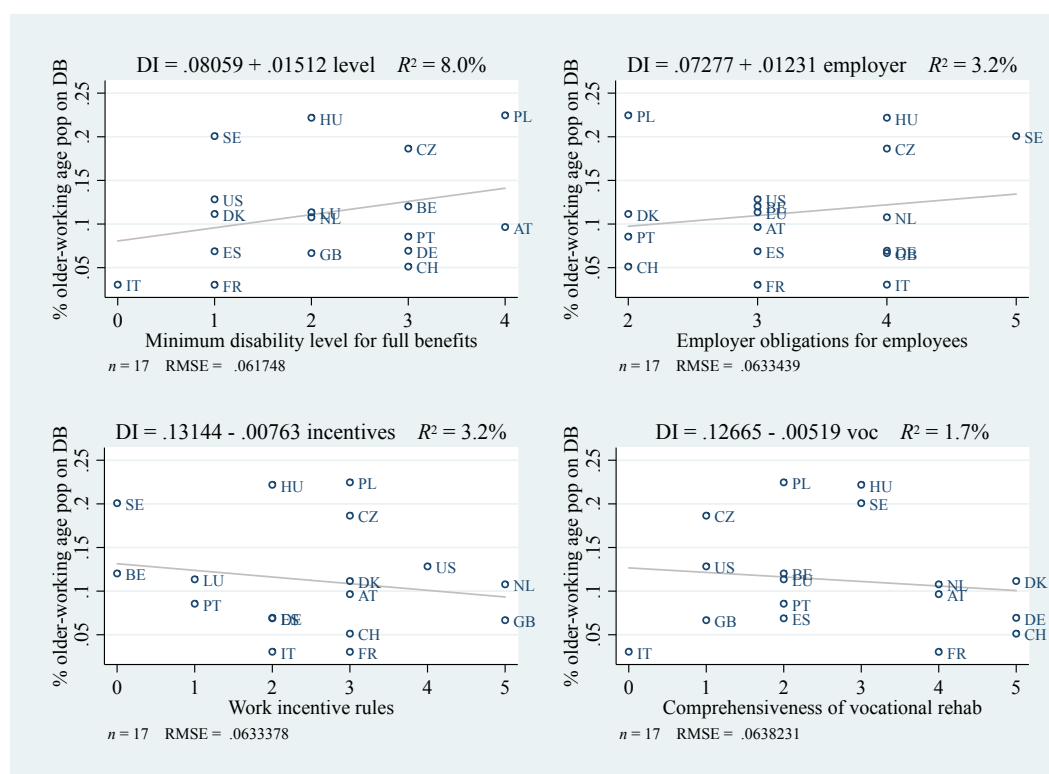 DI = .08059 + .01512 level R² = 8.0%
% older-working age pop on DB
.25
.2
.15
.1
.05
PL
HU
SE
CZ
US
LU
DK
NL
BE
AT
PT
ES
GB
DE
CH
IT
FR
0 1 2 3 4
Minimum disability level for full benefits
n = 17 RMSE = .061748
DI = .07277 + .01231 employer R² = 3.2%
% older-working age pop on DB
.25
.2
.15
.1
.05
PL
HU
SE
CZ
US
BE
LU
DK
NL
AT
PT
ES
DE
GB
CH
FR
IT
2 3 4 5
Employer obligations for employees
n = 17 RMSE = .0633439
DI = .13144 - .00763 incentives R² = 3.2%
% older-working age pop on DB
.25
.2
.15
.1
.05
HU
PL
SE
CZ
US
BE
LU
DK
NL
AT
PT
ES
DE
GB
CH
IT
FR
0 1 2 3 4 5
Work incentive rules
n = 17 RMSE = .0633378
DI = .12665 - .00519 voc R² = 1.7%
% older-working age pop on DB
.25
.2
.15
.1
.05
PL
HU
SE
CZ
US
BE
LU
NL
DK
AT
PT
GB
ES
DE
CH
IT
FR
0 1 2 3 4 5
Comprehensiveness of vocational rehab
n = 17 RMSE = .0638231